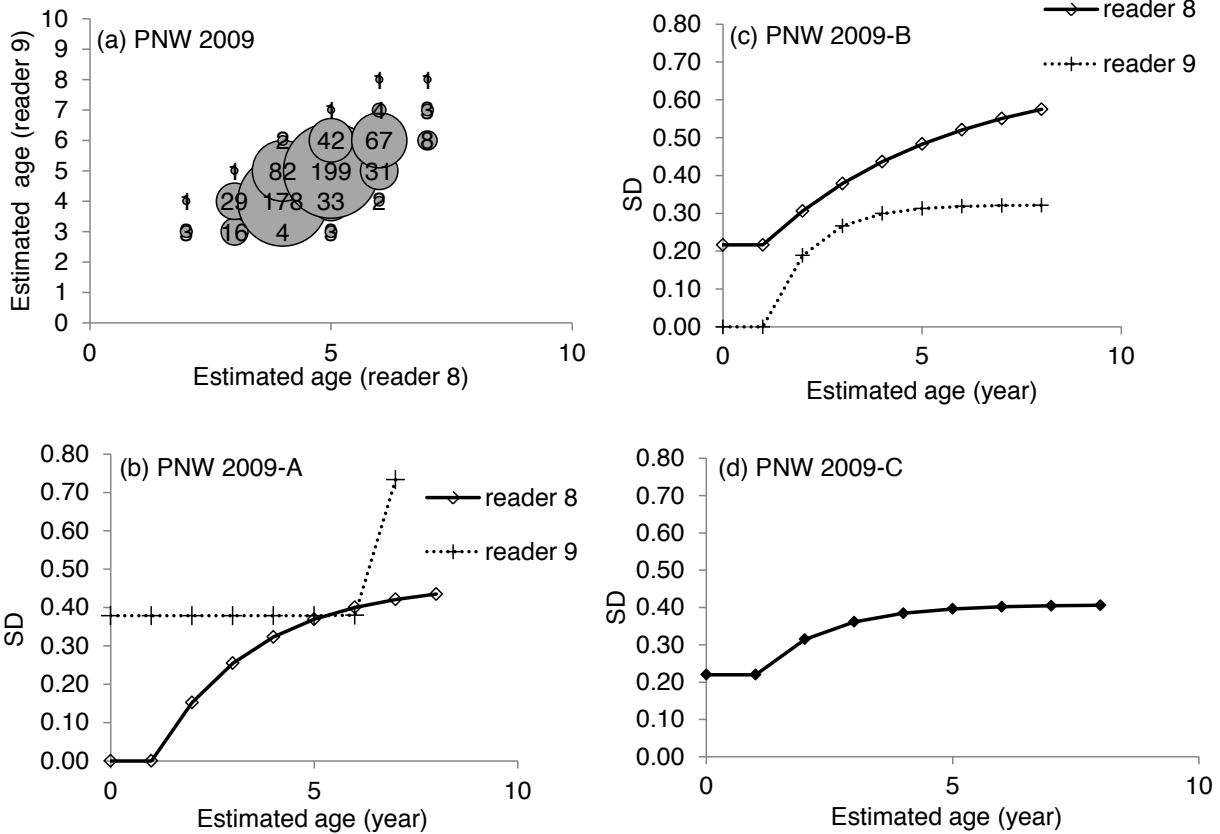 (a) PNW 2009
Estimated age (reader 9)
10
9
8
7
6
5
4
3
2
1
0
1 1
1 4 3
2 42 67 8
1 82 199 31
1 29 178 33 2
3 16 4 3
0 5 10
Estimated age (reader 8)
(c) PNW 2009-B
reader 8
reader 9
SD
0.80
0.70
0.60
0.50
0.40
0.30
0.20
0.10
0.00
0 5 10
Estimated age (year)
(b) PNW 2009-A
reader 8
reader 9
SD
0.80
0.70
0.60
0.50
0.40
0.30
0.20
0.10
0.00
0 5 10
Estimated age (year)
(d) PNW 2009-C
SD
0.80
0.70
0.60
0.50
0.40
0.30
0.20
0.10
0.00
0 5 10
Estimated age (year)